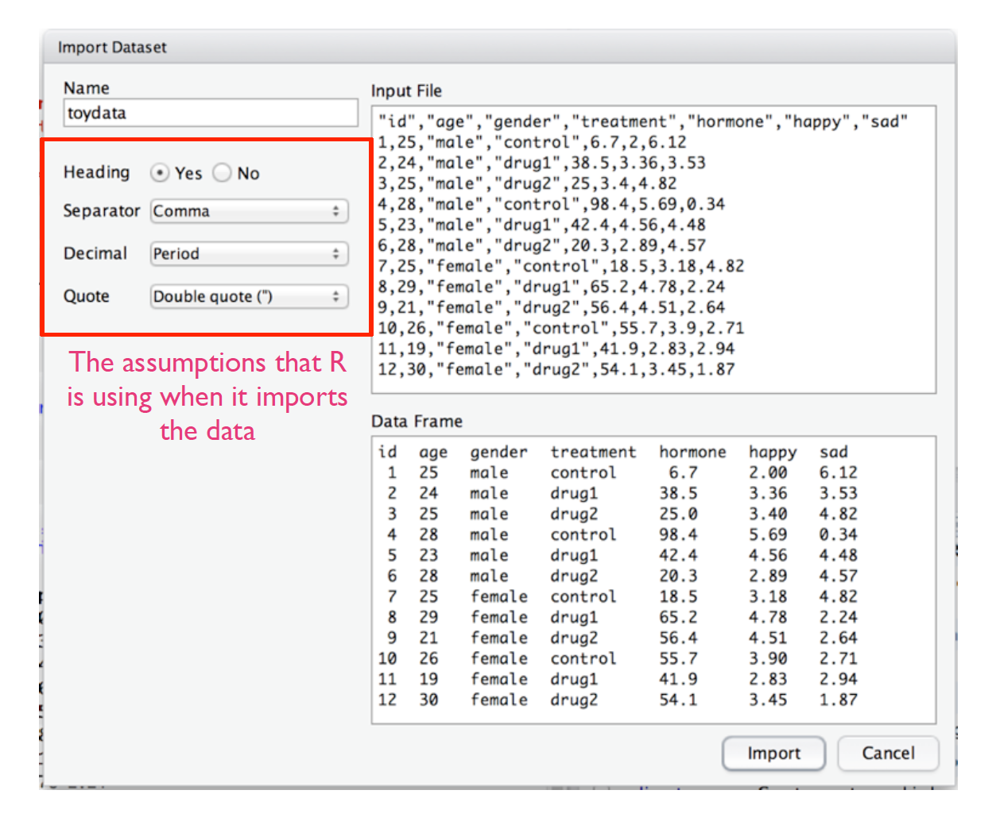 Import Dataset
Name
toydata
Heading Yes No
Separator Comma
Decimal Period
Quote Double quote (")
The assumptions that R
is using when it imports
the data
Input File
"id","age","gender","treatment","hormone","happy","sad"
1,25,"male","control",6.7,2,6.12
2,24,"male","drug1",38.5,3.36,3.53
3,25,"male","drug2",25,3.4,4.82
4,28,"male","control",98.4,5.69,0.34
5,23,"male","drug1",42.4,4.56,4.48
6,28,"male","drug2",20.3,2.89,4.57
7,25,"female","control",18.5,3.18,4.82
8,29,"female","drug1",65.2,4.78,2.24
9,21,"female","drug2",56.4,4.51,2.64
10,26,"female","control",55.7,3.9,2.71
11,19,"female","drug1",41.9,2.83,2.94
12,30,"female","drug2",54.1,3.45,1.87
Data Frame
id age gender treatment hormone happy sad
1 25 male control 6.7 2.00 6.12
2 24 male drug1 38.5 3.36 3.53
3 25 male drug2 25.0 3.40 4.82
4 28 male control 98.4 5.69 0.34
5 23 male drug1 42.4 4.56 4.48
6 28 male drug2 20.3 2.89 4.57
7 25 female control 18.5 3.18 4.82
8 29 female drug1 65.2 4.78 2.24
9 21 female drug2 56.4 4.51 2.64
10 26 female control 55.7 3.90 2.71
11 19 female drug1 41.9 2.83 2.94
12 30 female drug2 54.1 3.45 1.87
Import Cancel